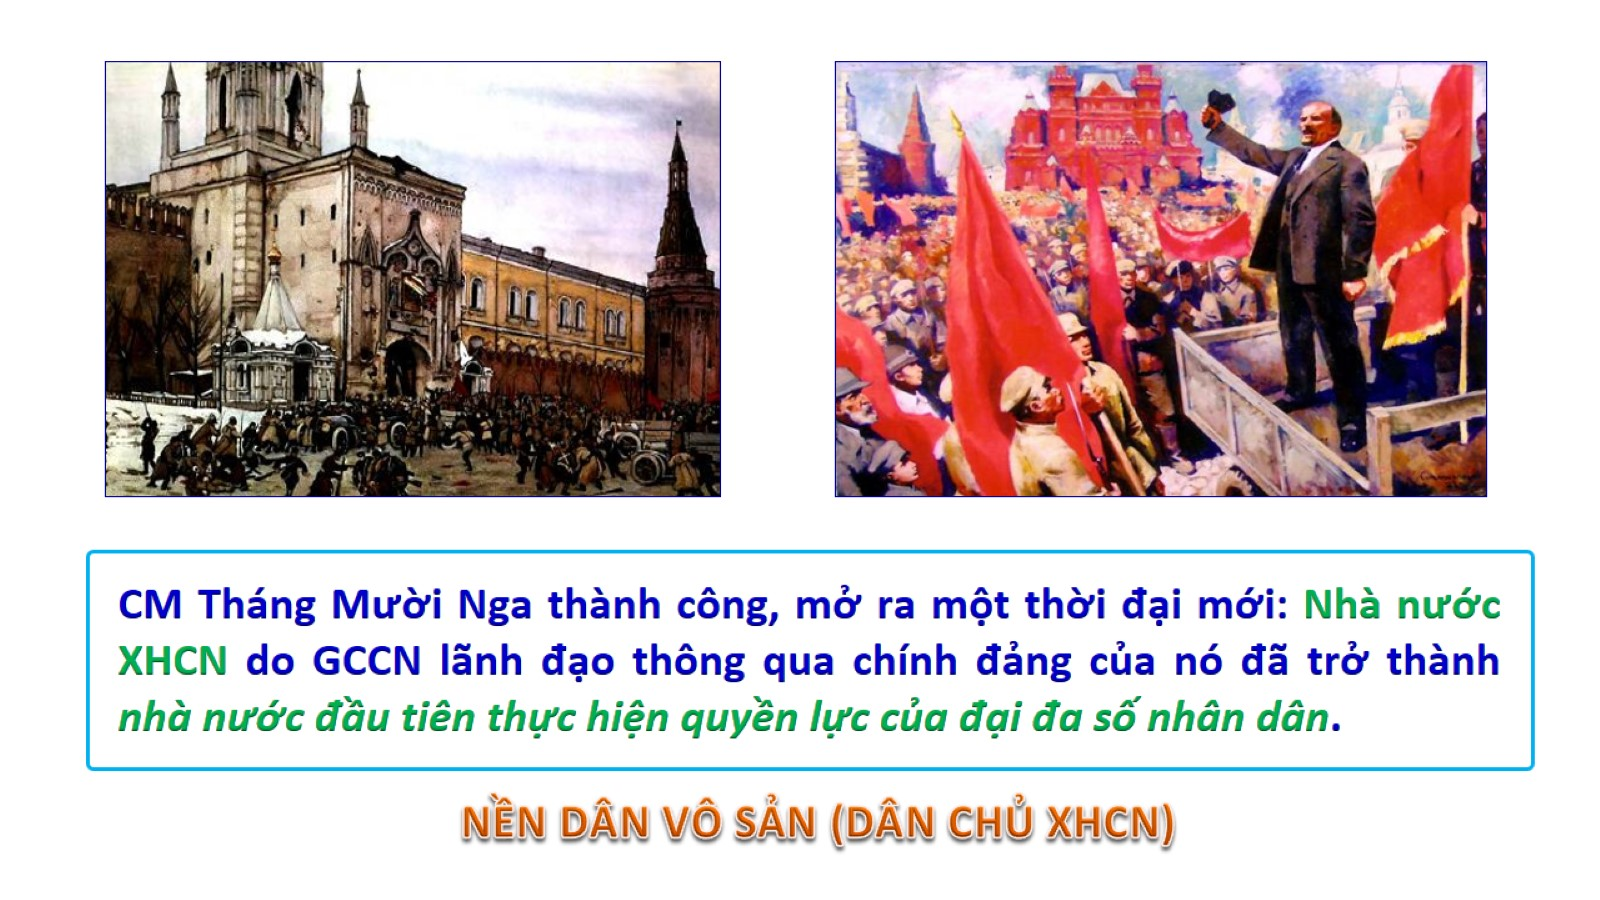 CM Tháng Mười Nga thành công, mở ra một thời đại mới: Nhà nước
XHCN do GCCN lãnh đạo thông qua chính đảng của nó đã trở thành
nhà nước đầu tiên thực hiện quyền lực của đại đa số nhân dân.
NỀN DÂN VÔ SẢN (DÂN CHỦ XHCN)